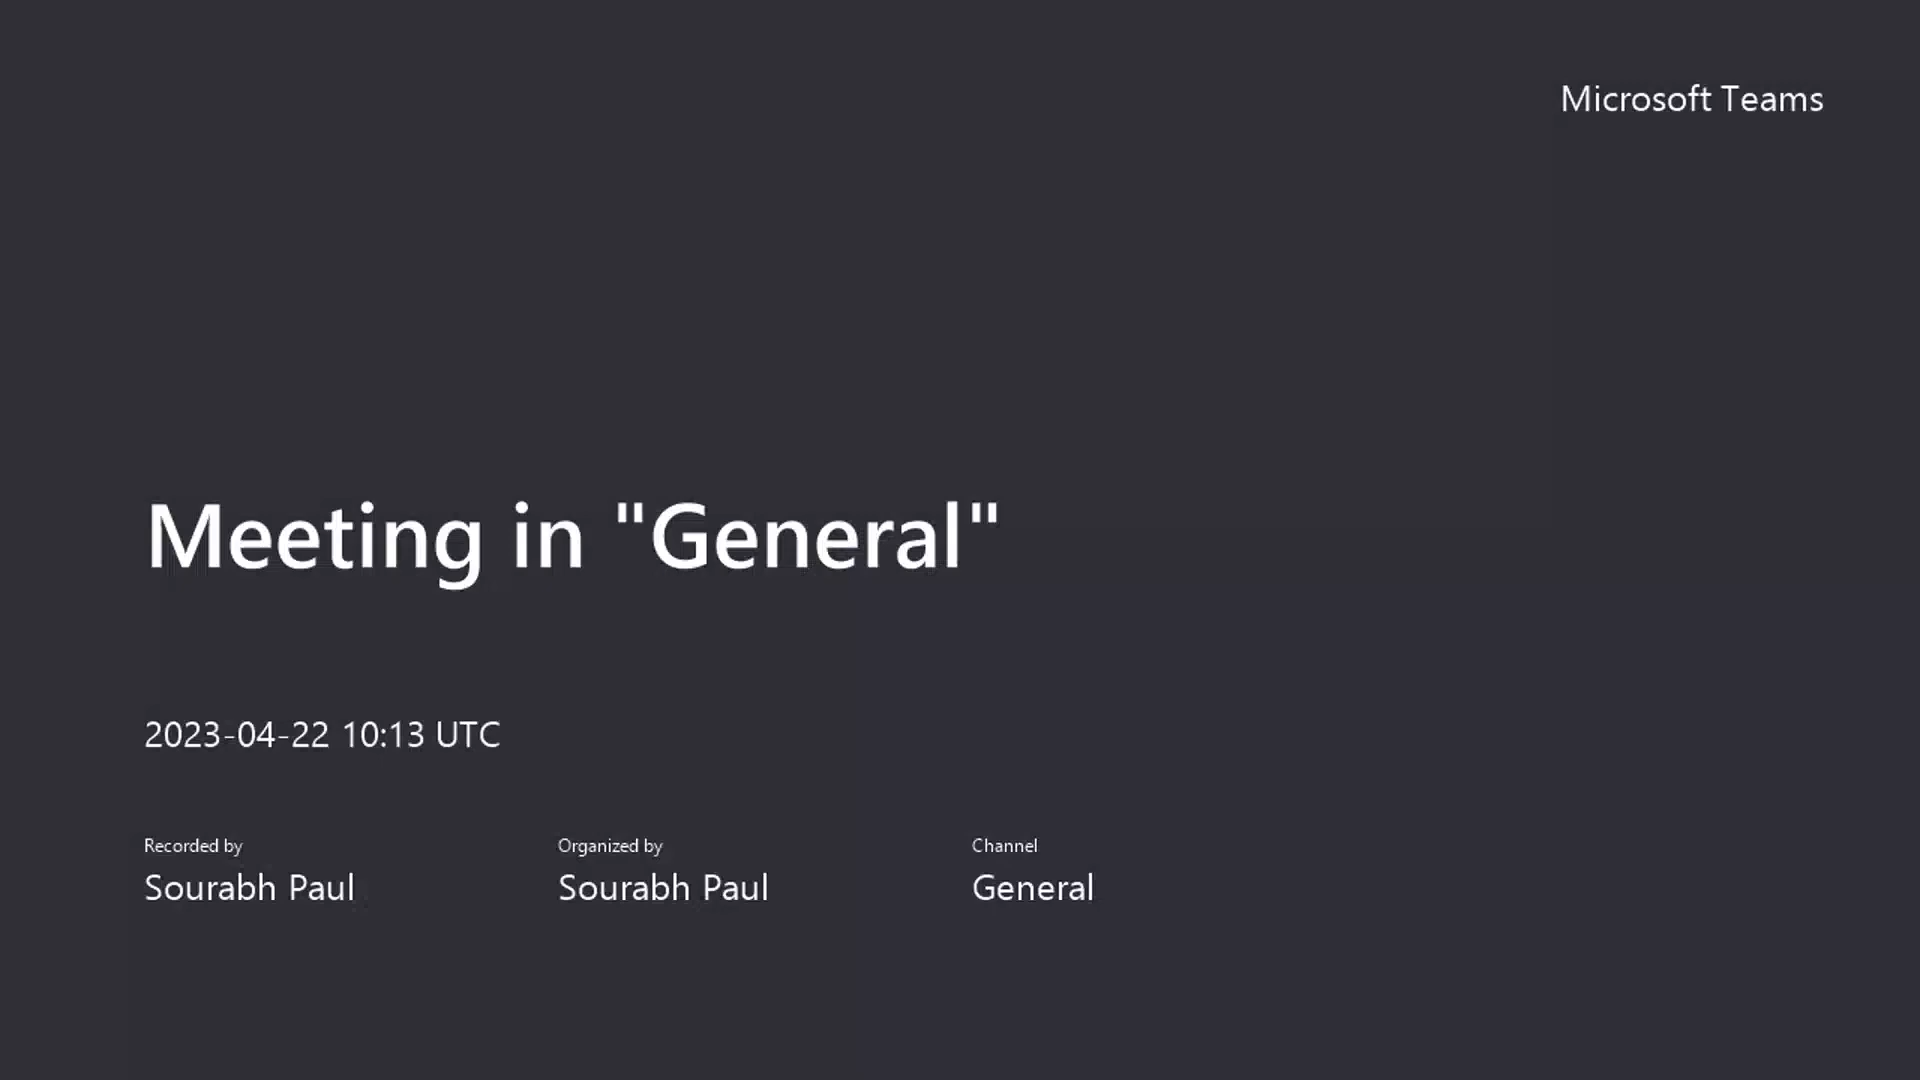 Microsoft Teams
Meeting in "General"
2023-04-22 10:13 UTC
Recorded by
Sourabh Paul
Organized by
Sourabh Paul
Channel
General